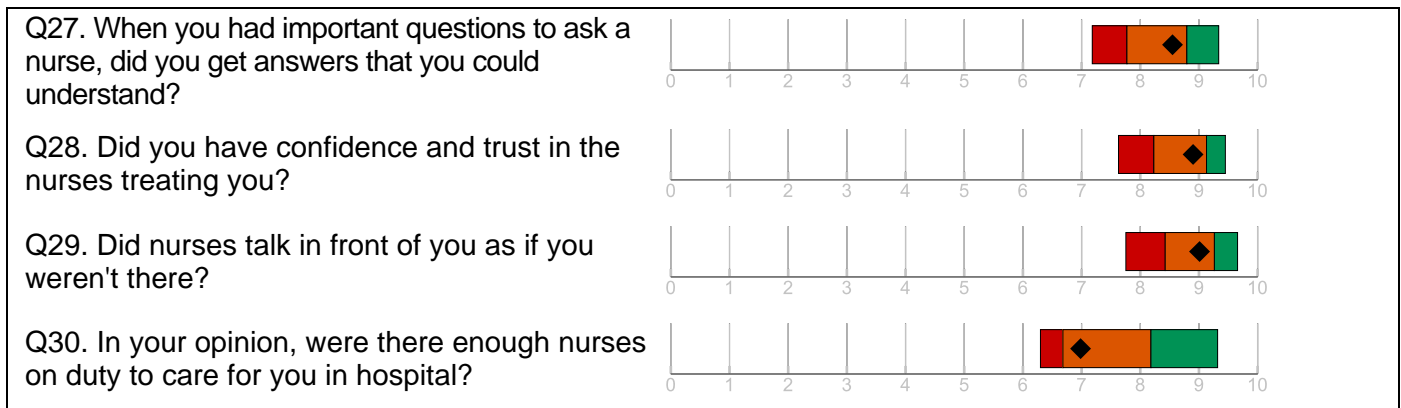 Q27. When you had important questions to ask a
nurse, did you get answers that you could
understand?
0 1 2 3 4 5 6 7 8 9 10
Q28. Did you have confidence and trust in the
nurses treating you?
0 1 2 3 4 5 6 7 8 9 10
Q29. Did nurses talk in front of you as if you
weren't there?
0 1 2 3 4 5 6 7 8 9 10
Q30. In your opinion, were there enough nurses
on duty to care for you in hospital?
0 1 2 3 4 5 6 7 8 9 10